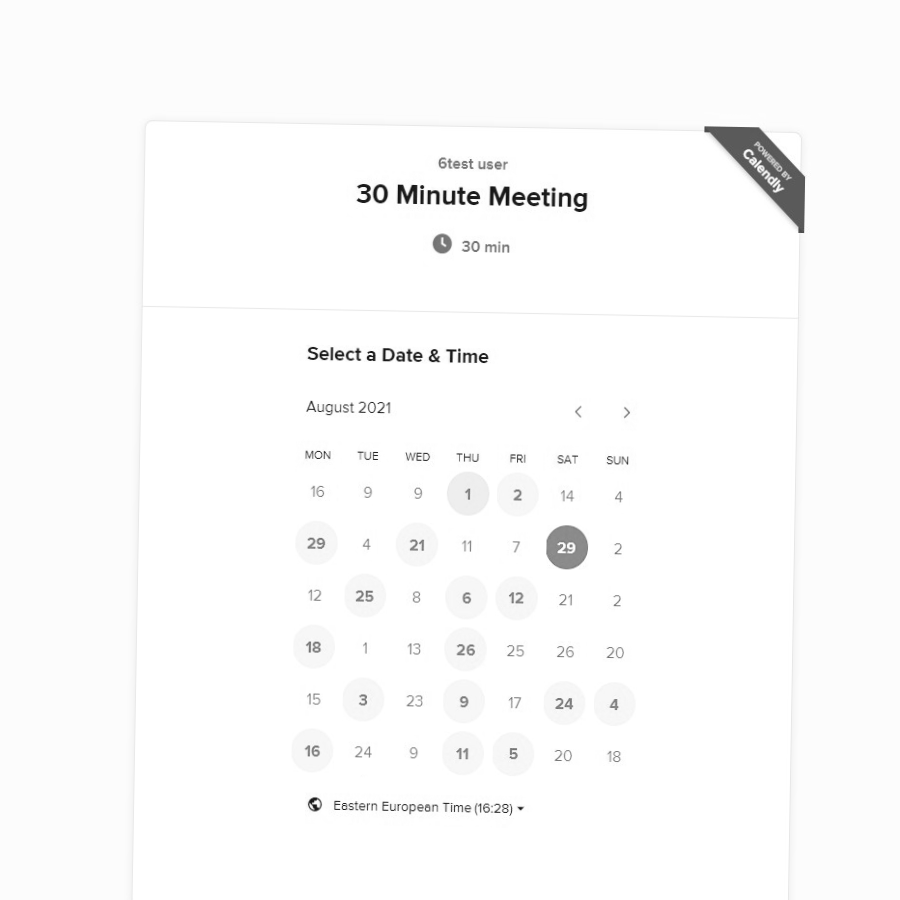 POWERED BY
Calendly
6test user
30 Minute Meeting
30 min
Select a Date & Time
August 2021
MON TUE WED THU FRI SAT SUN
16 9 9 1 2 14 4
29 4 21 11 7 29 2
12 25 8 6 12 21 2
18 1 13 26 25 26 20
15 3 23 9 17 24 4
16 24 9 11 5 20 18
Eastern European Time (16:28)